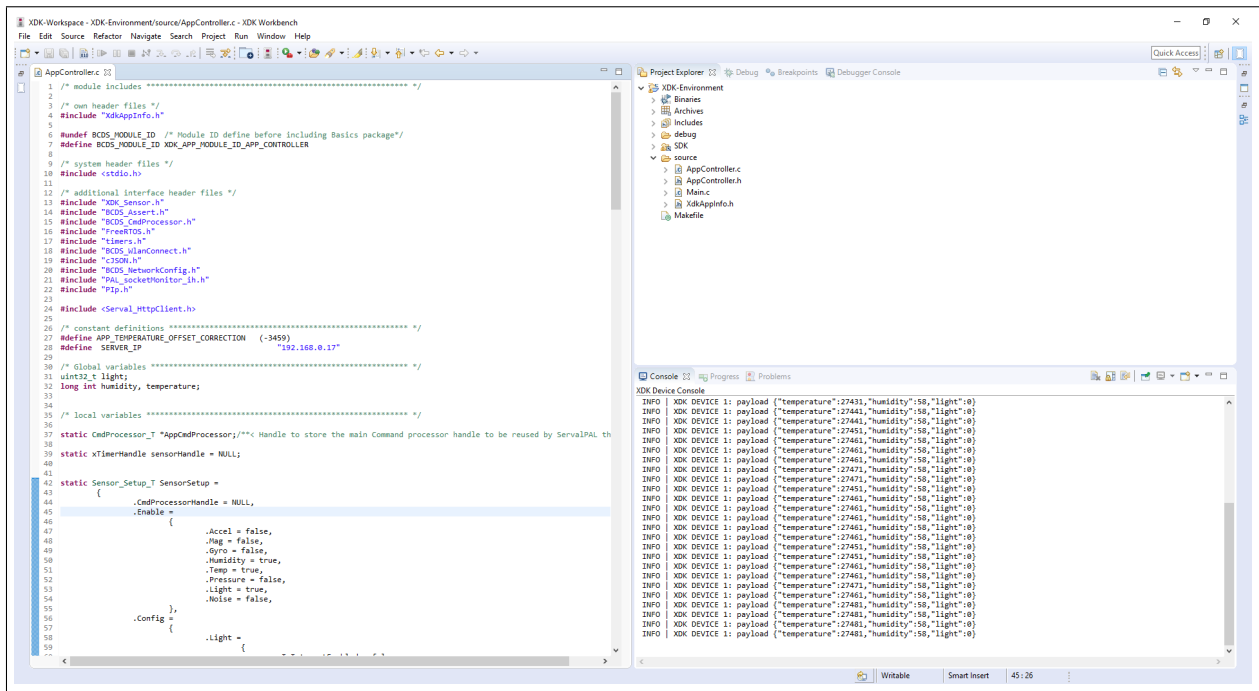 XDK-Workspace - XDK-Environment/source/AppController.c - XDK Workbench
File Edit Source Refactor Navigate Search Project Run Window Help
Quick Access
AppController.c
1 /* module includes ********************************************************** */
2
3 /* own header files */
4 #include "XdkAppInfo.h"
5
6 #undef BCDS_MODULE_ID /* Module ID define before including Basics package*/
7 #define BCDS_MODULE_ID XDK_APP_MODULE_ID_APP_CONTROLLER
8
9 /* system header files */
10 #include <stdio.h>
11
12 /* additional interface header files */
13 #include "XDK_Sensor.h"
14 #include "BCDS_Assert.h"
15 #include "BCDS_CmdProcessor.h"
16 #include "FreeRTOS.h"
17 #include "timers.h"
18 #include "BCDS_WlanConnect.h"
19 #include "cJSON.h"
20 #include "BCDS_NetworkConfig.h"
21 #include "PAL_socketMonitor_ih.h"
22 #include "PIp.h"
23
24 #include <Serval_HttpClient.h>
25
26 /* constant definitions ***************************************************** */
27 #define APP_TEMPERATURE_OFFSET_CORRECTION (-3459)
28 #define SERVER_IP "192.168.0.17"
29
30 /* Global variables ********************************************************* */
31 uint32_t light;
32 long int humidity, temperature;
33
34
35 /* local variables ********************************************************** */
36
37 static CmdProcessor_T *AppCmdProcessor;/**< Handle to store the main Command processor handle to be reused by ServalPAL th
38
39 static xTimerHandle sensorHandle = NULL;
40
41
42 static Sensor_Setup_T SensorSetup =
43 {
44 .CmdProcessorHandle = NULL,
45 .Enable =
46 {
47 .Accel = false,
48 .Mag = false,
49 .Gyro = false,
50 .Humidity = true,
51 .Temp = true,
52 .Pressure = false,
53 .Light = true,
54 .Noise = false,
55 },
56 .Config =
57 {
58 .Light =
59 {
Project Explorer Debug Breakpoints Debugger Console
XDK-Environment
Binaries
Archives
Includes
debug
SDK
source
AppController.c
AppController.h
Main.c
XdkAppInfo.h
Makefile
Console Progress Problems
XDK Device Console
INFO | XDK DEVICE 1: payload {"temperature":27431,"humidity":58,"light":0}
INFO | XDK DEVICE 1: payload {"temperature":27441,"humidity":58,"light":0}
INFO | XDK DEVICE 1: payload {"temperature":27451,"humidity":58,"light":0}
INFO | XDK DEVICE 1: payload {"temperature":27461,"humidity":58,"light":0}
INFO | XDK DEVICE 1: payload {"temperature":27461,"humidity":58,"light":0}
INFO | XDK DEVICE 1: payload {"temperature":27461,"humidity":58,"light":0}
INFO | XDK DEVICE 1: payload {"temperature":27461,"humidity":58,"light":0}
INFO | XDK DEVICE 1: payload {"temperature":27471,"humidity":58,"light":0}
INFO | XDK DEVICE 1: payload {"temperature":27471,"humidity":58,"light":0}
INFO | XDK DEVICE 1: payload {"temperature":27451,"humidity":58,"light":0}
INFO | XDK DEVICE 1: payload {"temperature":27461,"humidity":58,"light":0}
INFO | XDK DEVICE 1: payload {"temperature":27461,"humidity":58,"light":0}
INFO | XDK DEVICE 1: payload {"temperature":27461,"humidity":58,"light":0}
INFO | XDK DEVICE 1: payload {"temperature":27461,"humidity":58,"light":0}
INFO | XDK DEVICE 1: payload {"temperature":27461,"humidity":58,"light":0}
INFO | XDK DEVICE 1: payload {"temperature":27451,"humidity":58,"light":0}
INFO | XDK DEVICE 1: payload {"temperature":27461,"humidity":58,"light":0}
INFO | XDK DEVICE 1: payload {"temperature":27461,"humidity":58,"light":0}
INFO | XDK DEVICE 1: payload {"temperature":27461,"humidity":58,"light":0}
INFO | XDK DEVICE 1: payload {"temperature":27471,"humidity":58,"light":0}
INFO | XDK DEVICE 1: payload {"temperature":27461,"humidity":58,"light":0}
INFO | XDK DEVICE 1: payload {"temperature":27481,"humidity":58,"light":0}
INFO | XDK DEVICE 1: payload {"temperature":27481,"humidity":58,"light":0}
INFO | XDK DEVICE 1: payload {"temperature":27481,"humidity":58,"light":0}
INFO | XDK DEVICE 1: payload {"temperature":27481,"humidity":58,"light":0}
Writable Smart Insert 45 : 26